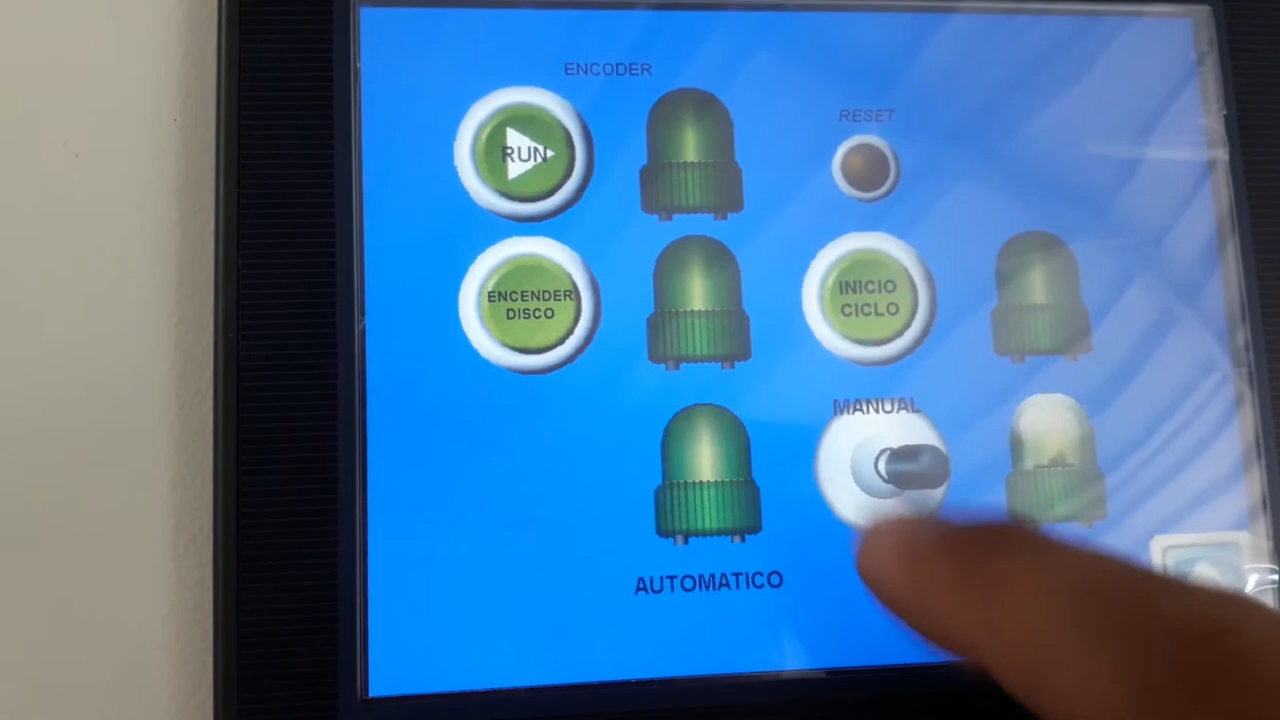 ENCODER
RUN
RESET
ENCENDER
DISCO
INICIO
CICLO
MANUAL
AUTOMATICO